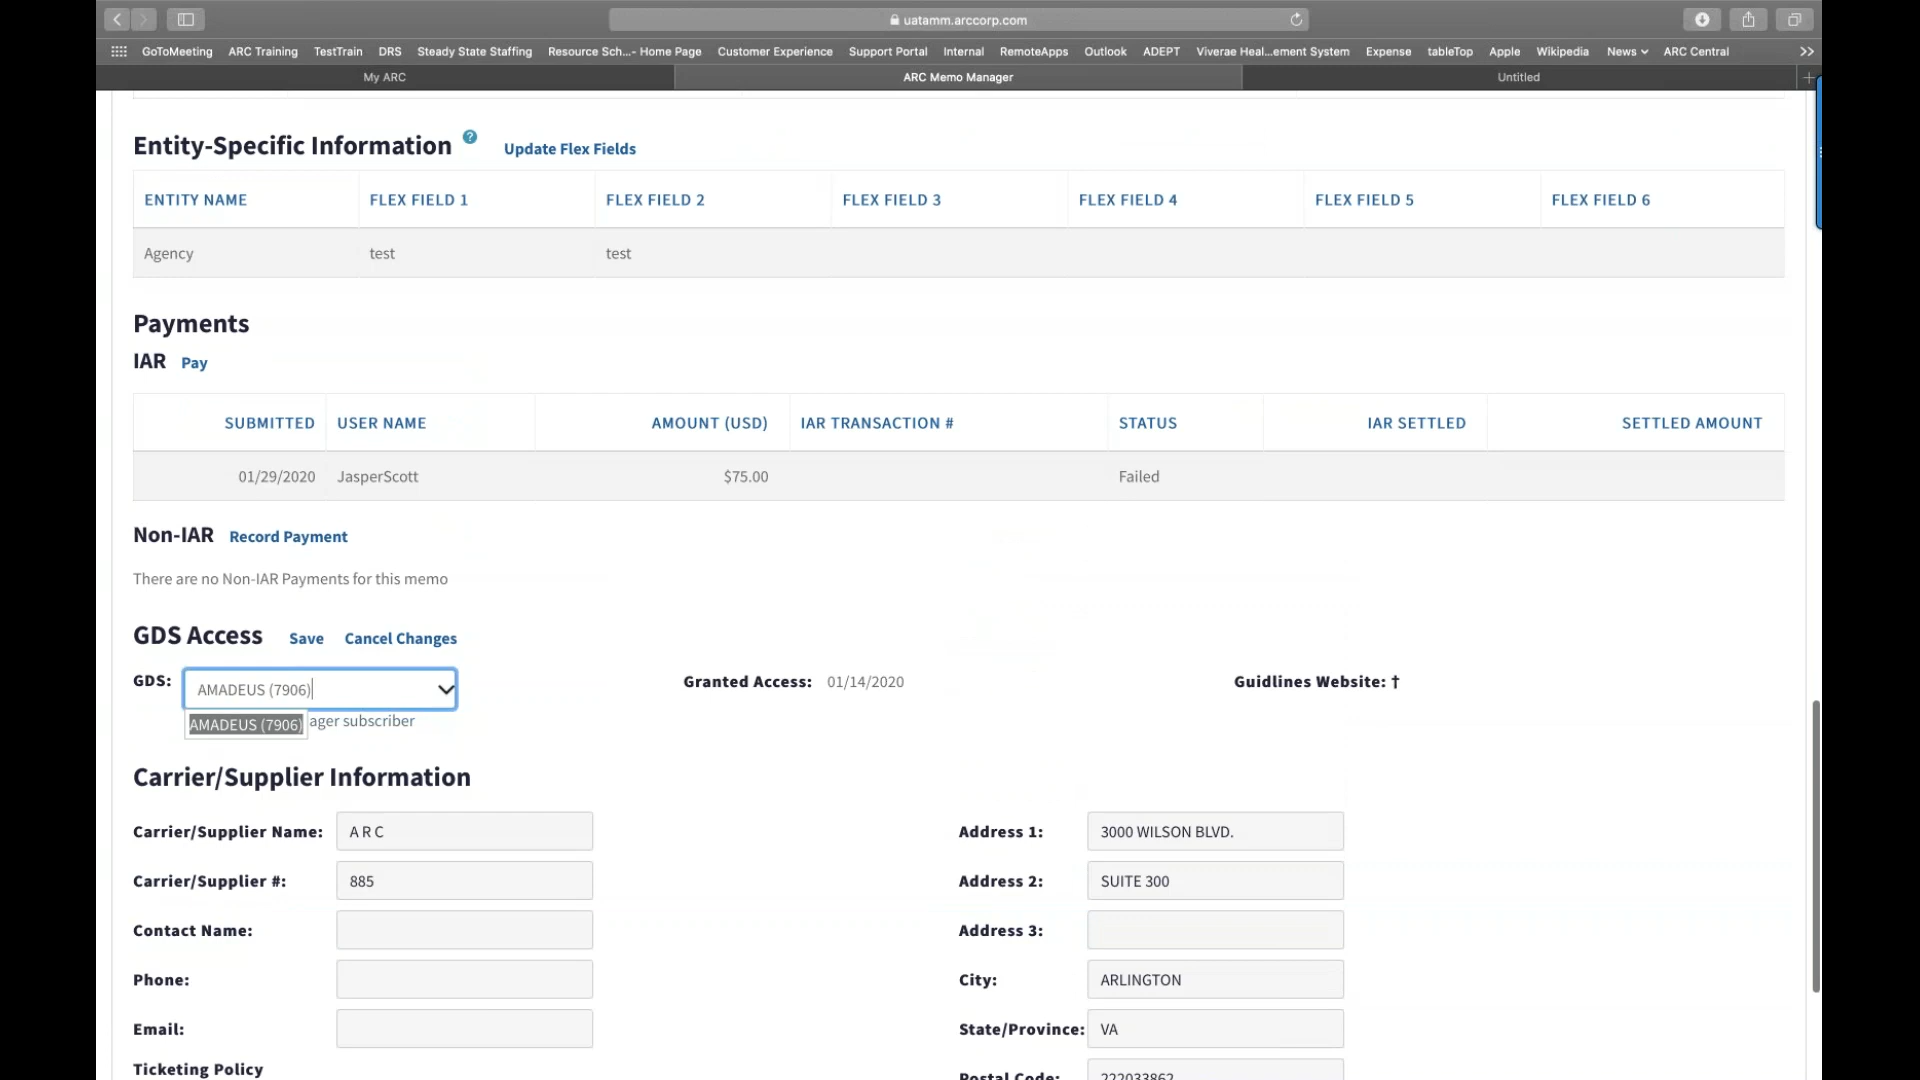 uatamm.arccorp.com
GoToMeeting ARC Training TestTrain DRS Steady State Staffing Resource Sch...- Home Page Customer Experience Support Portal Internal RemoteApps Outlook ADEPT Viverae Heal...ement System Expense tableTop Apple Wikipedia News ARC Central >>
My ARC ARC Memo Manager Untitled +
Entity-Specific Information ? Update Flex Fields
ENTITY NAME FLEX FIELD 1 FLEX FIELD 2 FLEX FIELD 3 FLEX FIELD 4 FLEX FIELD 5 FLEX FIELD 6
Agency test test
Payments
IAR Pay
SUBMITTED USER NAME AMOUNT (USD) IAR TRANSACTION # STATUS IAR SETTLED SETTLED AMOUNT
01/29/2020 JasperScott $75.00 Failed
Non-IAR Record Payment
There are no Non-IAR Payments for this memo
GDS Access Save Cancel Changes
GDS: AMADEUS (7906) Granted Access: 01/14/2020 Guidlines Website: †
AMADEUS (7906) ager subscriber
Carrier/Supplier Information
Carrier/Supplier Name: A R C Address 1: 3000 WILSON BLVD.
Carrier/Supplier #: 885 Address 2: SUITE 300
Contact Name: Address 3:
Phone: City: ARLINGTON
Email: State/Province: VA
Ticketing Policy Postal Code: 222033862